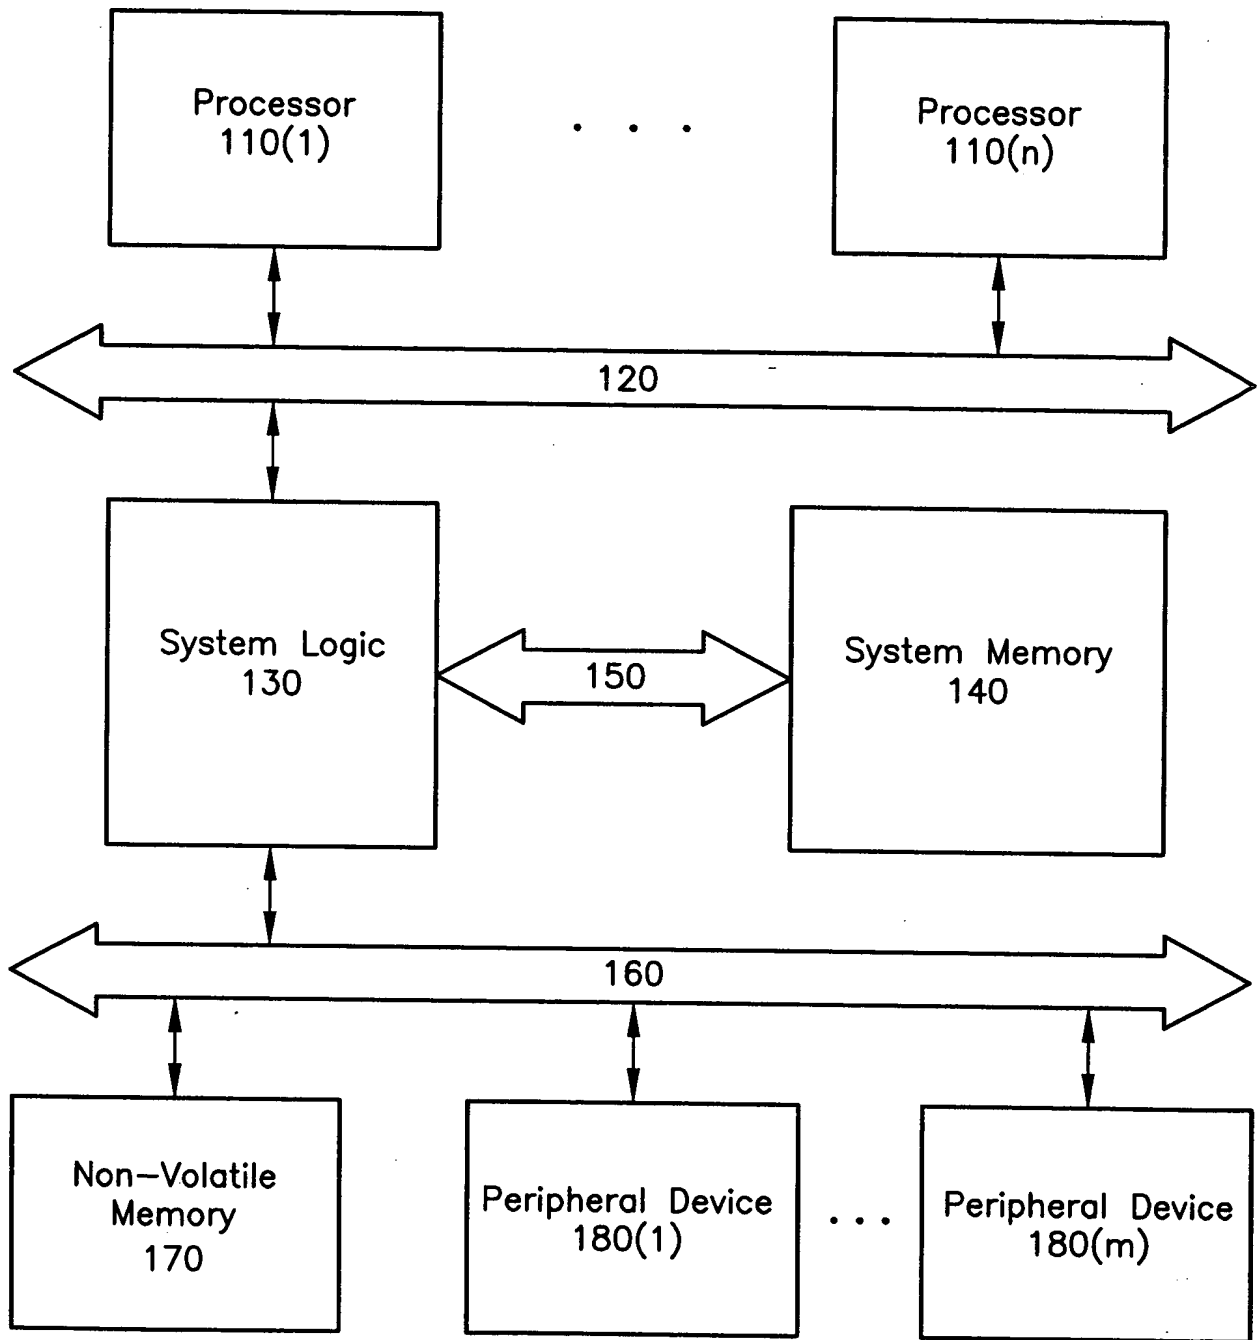 Processor
110(1)
. . .
Processor
110(n)
120
System Logic
130
150
System Memory
140
160
Non-Volatile
Memory
170
Peripheral Device
180(1)
...
Peripheral Device
180(m)